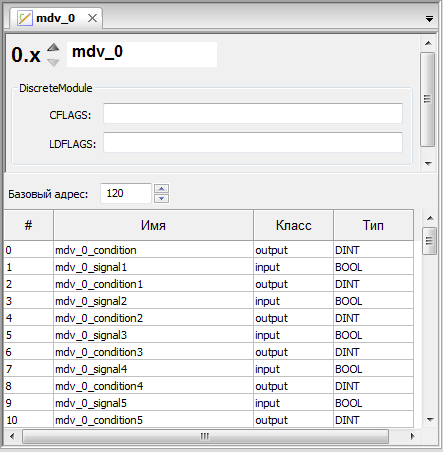 mdv_0
0.x mdv_0
DiscreteModule
CFLAGS:
LDFLAGS:
Базовый адрес: 120
# Имя Класс Тип
0 mdv_0_condition output DINT
1 mdv_0_signal1 input BOOL
2 mdv_0_condition1 output DINT
3 mdv_0_signal2 input BOOL
4 mdv_0_condition2 output DINT
5 mdv_0_signal3 input BOOL
6 mdv_0_condition3 output DINT
7 mdv_0_signal4 input BOOL
8 mdv_0_condition4 output DINT
9 mdv_0_signal5 input BOOL
10 mdv_0_condition5 output DINT